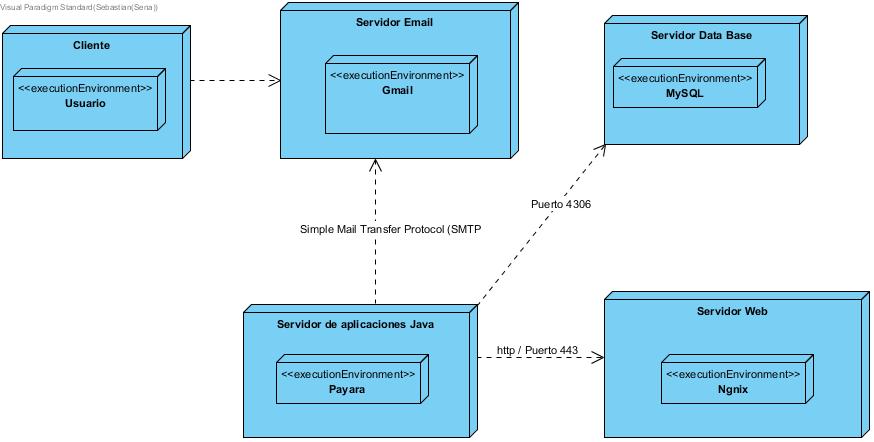 Visual Paradigm Standard(Sebastian(Sena))
Cliente
<<executionEnvironment>>
Usuario
Servidor Email
<<executionEnvironment>>
Gmail
Servidor Data Base
<<executionEnvironment>>
MySQL
Puerto 4306
Simple Mail Transfer Protocol (SMTP
Servidor de aplicaciones Java
<<executionEnvironment>>
Payara
http / Puerto 443
Servidor Web
<<executionEnvironment>>
Ngnix